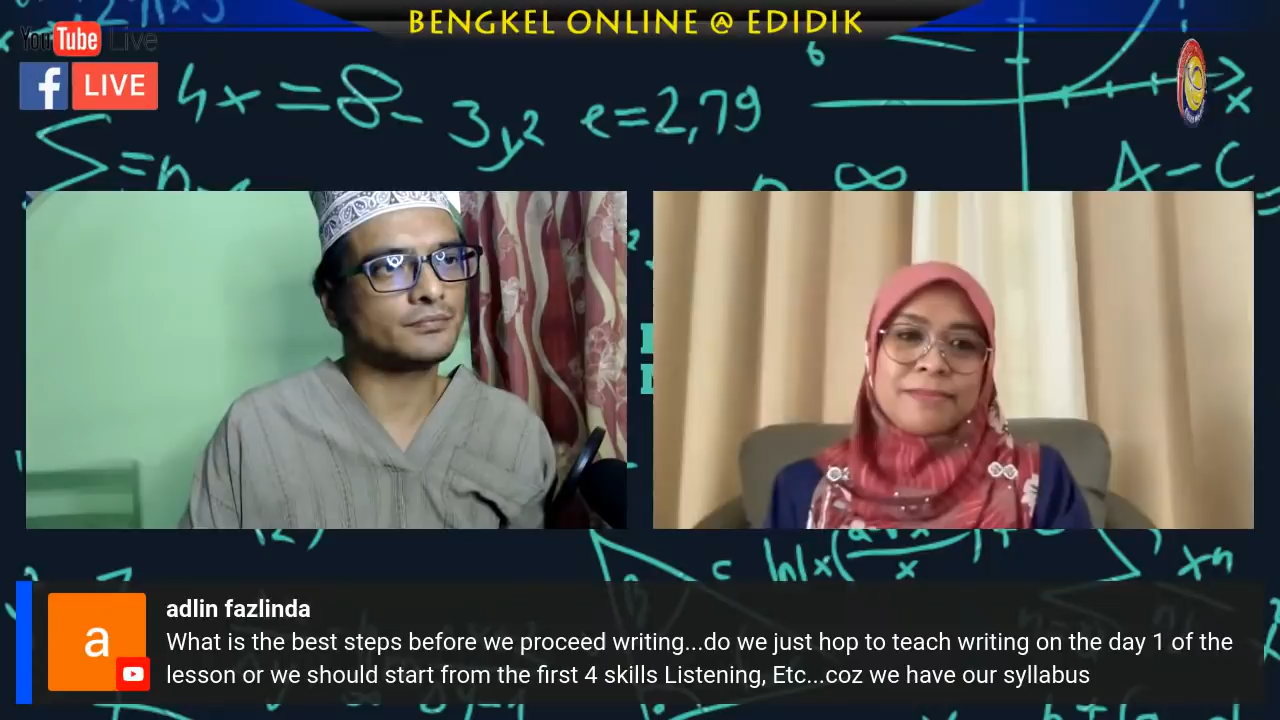 BENGKEL ONLINE @ EDIDIK
YouTube Live
f LIVE
4x = 8 - 3y² e = 2,79
x
∞
A - C
adlin fazlinda
a
What is the best steps before we proceed writing...do we just hop to teach writing on the day 1 of the
lesson or we should start from the first 4 skills Listening, Etc...coz we have our syllabus